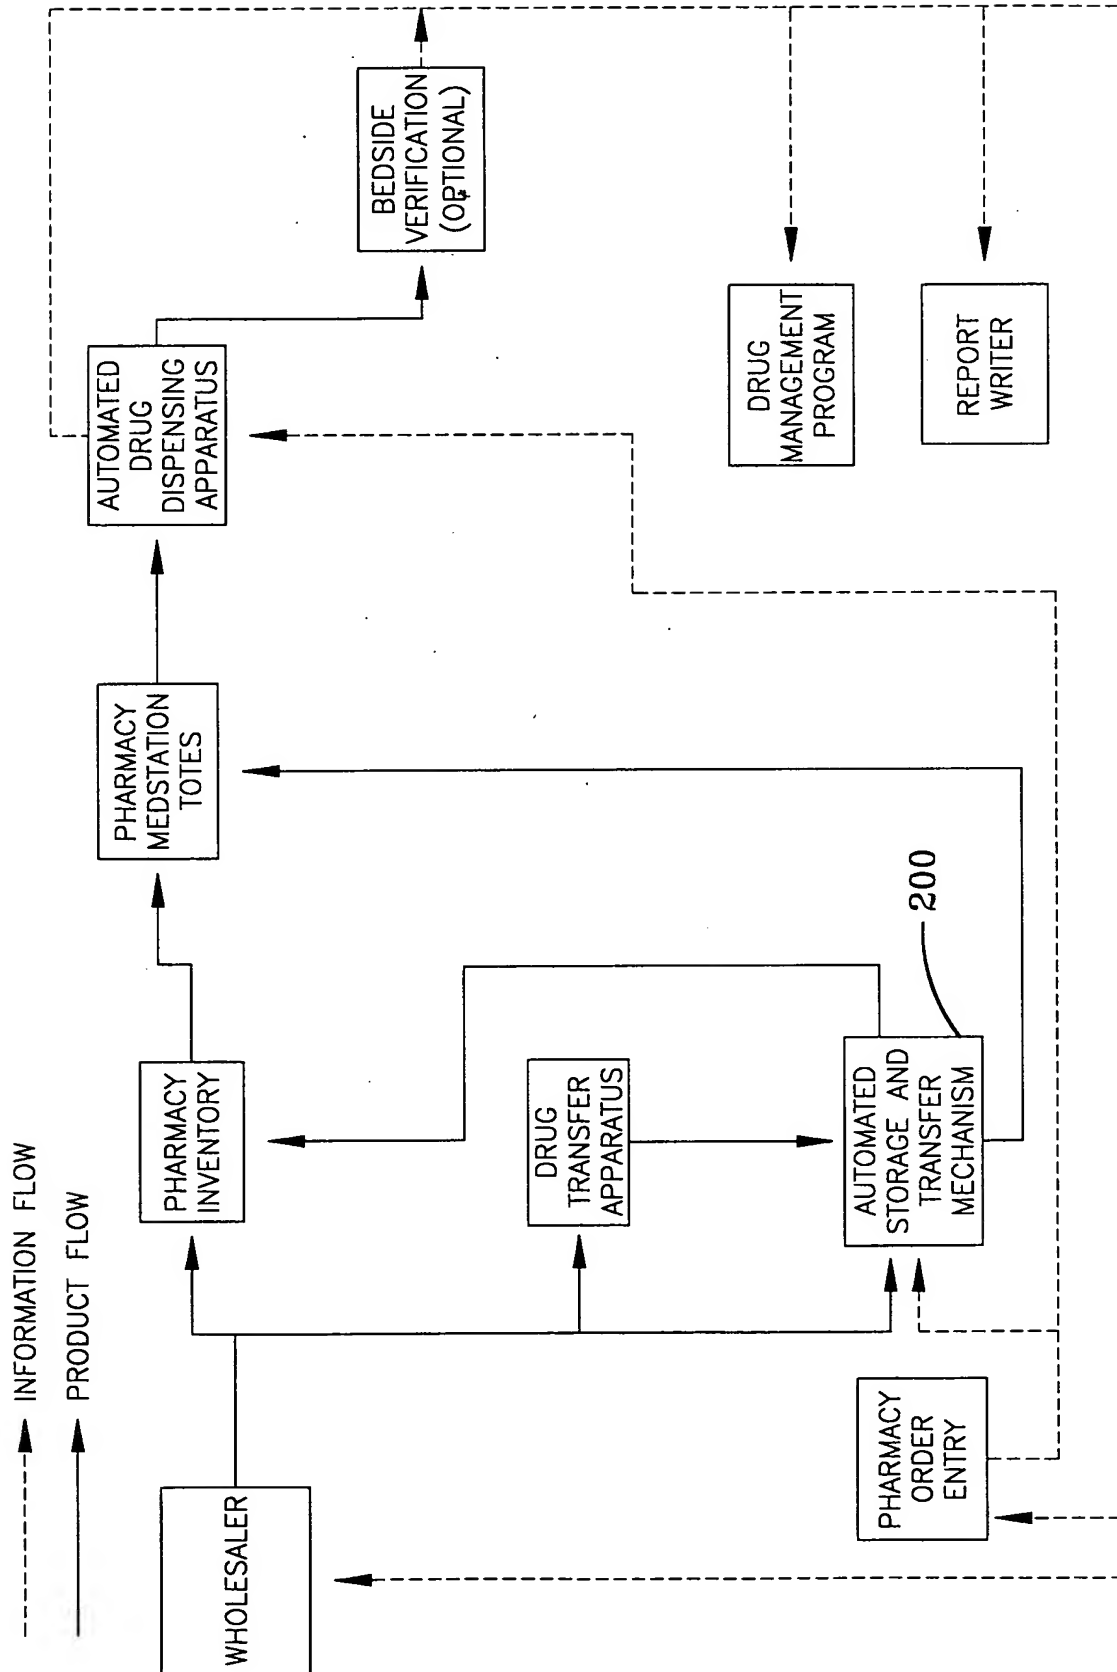 INFORMATION FLOW
PRODUCT FLOW
WHOLESALER
PHARMACY
INVENTORY
PHARMACY
MEDSTATION
TOTES
AUTOMATED
DRUG
DISPENSING
APPARATUS
BEDSIDE
VERIFICATION
(OPTIONAL)
DRUG
TRANSFER
APPARATUS
AUTOMATED
STORAGE AND
TRANSFER
MECHANISM
200
PHARMACY
ORDER
ENTRY
DRUG
MANAGEMENT
PROGRAM
REPORT
WRITER